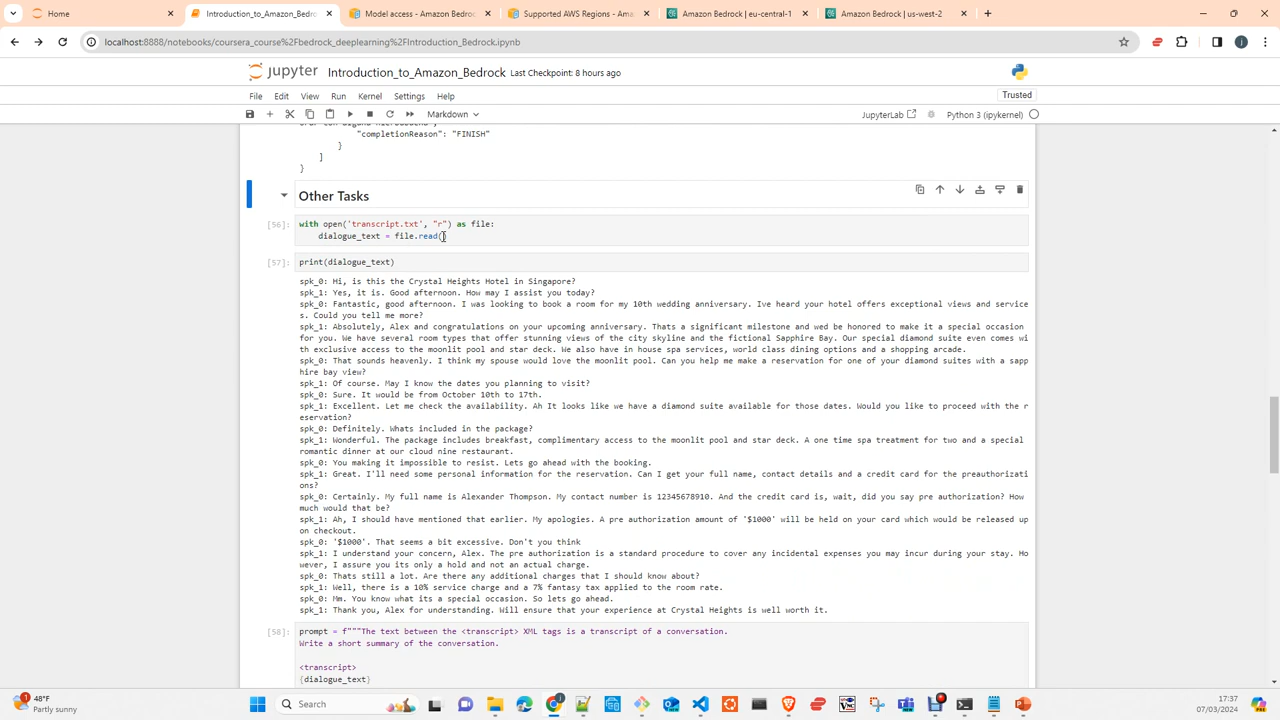 Home
Introduction_to_Amazon_Bedro
Model access - Amazon Bedroc
Supported AWS Regions - Amaz
Amazon Bedrock | eu-central-1
Amazon Bedrock | us-west-2
localhost:8888/notebooks/coursera_course%2Fbedrock_deeplearning%2FIntroduction_Bedrock.ipynb
jupyter Introduction_to_Amazon_Bedrock Last Checkpoint: 8 hours ago
File Edit View Run Kernel Settings Help
Trusted
Markdown
JupyterLab
Python 3 (ipykernel)
"completionReason": "FINISH"
}
]
}
Other Tasks
[56]: with open('transcript.txt', "r") as file:
dialogue_text = file.read()
[57]: print(dialogue_text)
spk_0: Hi, is this the Crystal Heights Hotel in Singapore?
spk_1: Yes, it is. Good afternoon. How may I assist you today?
spk_0: Fantastic, good afternoon. I was looking to book a room for my 10th wedding anniversary. Ive heard your hotel offers exceptional views and service
s. Could you tell me more?
spk_1: Absolutely, Alex and congratulations on your upcoming anniversary. Thats a significant milestone and wed be honored to make it a special occasion
for you. We have several room types that offer stunning views of the city skyline and the fictional Sapphire Bay. Our special diamond suite even comes wi
th exclusive access to the moonlit pool and star deck. We also have in house spa services, world class dining options and a shopping arcade.
spk_0: That sounds heavenly. I think my spouse would love the moonlit pool. Can you help me make a reservation for one of your diamond suites with a sapp
hire bay view?
spk_1: Of course. May I know the dates you planning to visit?
spk_0: Sure. It would be from October 10th to 17th.
spk_1: Excellent. Let me check the availability. Ah It looks like we have a diamond suite available for those dates. Would you like to proceed with the r
eservation?
spk_0: Definitely. Whats included in the package?
spk_1: Wonderful. The package includes breakfast, complimentary access to the moonlit pool and star deck. A one time spa treatment for two and a special
romantic dinner at our cloud nine restaurant.
spk_0: You making it impossible to resist. Lets go ahead with the booking.
spk_1: Great. I'll need some personal information for the reservation. Can I get your full name, contact details and a credit card for the preauthorizati
ons?
spk_0: Certainly. My full name is Alexander Thompson. My contact number is 12345678910. And the credit card is, wait, did you say pre authorization? How
much would that be?
spk_1: Ah, I should have mentioned that earlier. My apologies. A pre authorization amount of '$1000' will be held on your card which would be released up
on checkout.
spk_0: '$1000'. That seems a bit excessive. Don't you think
spk_1: I understand your concern, Alex. The pre authorization is a standard procedure to cover any incidental expenses you may incur during your stay. Ho
wever, I assure you its only a hold and not an actual charge.
spk_0: Thats still a lot. Are there any additional charges that I should know about?
spk_1: Well, there is a 10% service charge and a 7% fantasy tax applied to the room rate.
spk_0: Mm. You know what its a special occasion. So lets go ahead.
spk_1: Thank you, Alex for understanding. Will ensure that your experience at Crystal Heights is well worth it.
[58]: prompt = f"""The text between the <transcript> XML tags is a transcript of a conversation.
Write a short summary of the conversation.
<transcript>
{dialogue_text}
48°F
Partly sunny
Search
17:37
07/03/2024